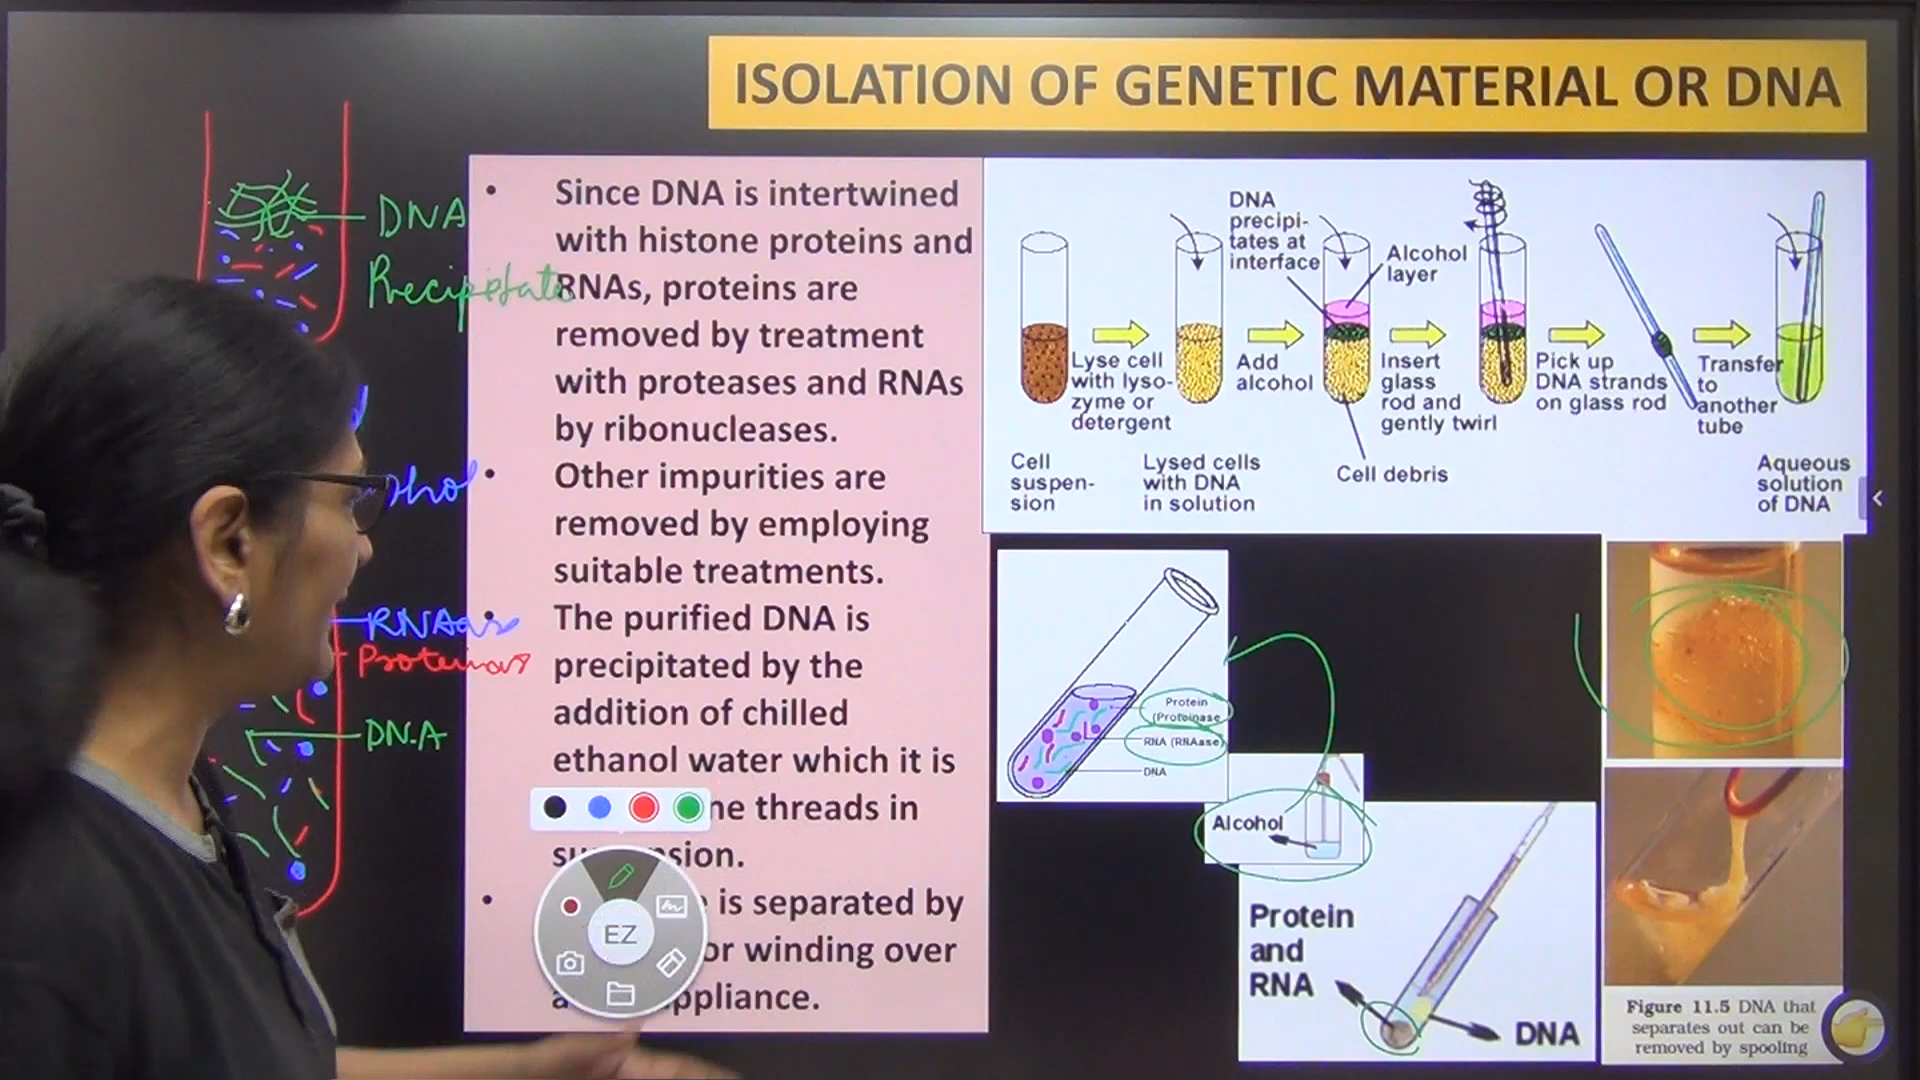 ISOLATION OF GENETIC MATERIAL OR DNA
DNA
Precipitate
RNAase
DNA
• Since DNA is intertwined
with histone proteins and
RNAs, proteins are
removed by treatment
with proteases and RNAs
by ribonucleases.
• Other impurities are
removed by employing
suitable treatments.
• The purified DNA is
precipitated by the
addition of chilled
ethanol water which it is
threads in
is separated by
or winding over
DNA
precipi-
tates at
interface
Alcohol
layer
Lyse cell
with lyso-
zyme or
detergent
Add
alcohol
Insert
glass
rod and
gently twirl
Pick up
DNA strands
on glass rod
Transfer
to
another
tube
Cell
suspen-
sion
Lysed cells
with DNA
in solution
Cell debris
Aqueous
solution
of DNA
Protein
(Proteinase
RNA (RNAase)
DNA
Alcohol
Protein
and
RNA
DNA
Figure 11.5 DNA that
separates out can be
removed by spooling
EZ